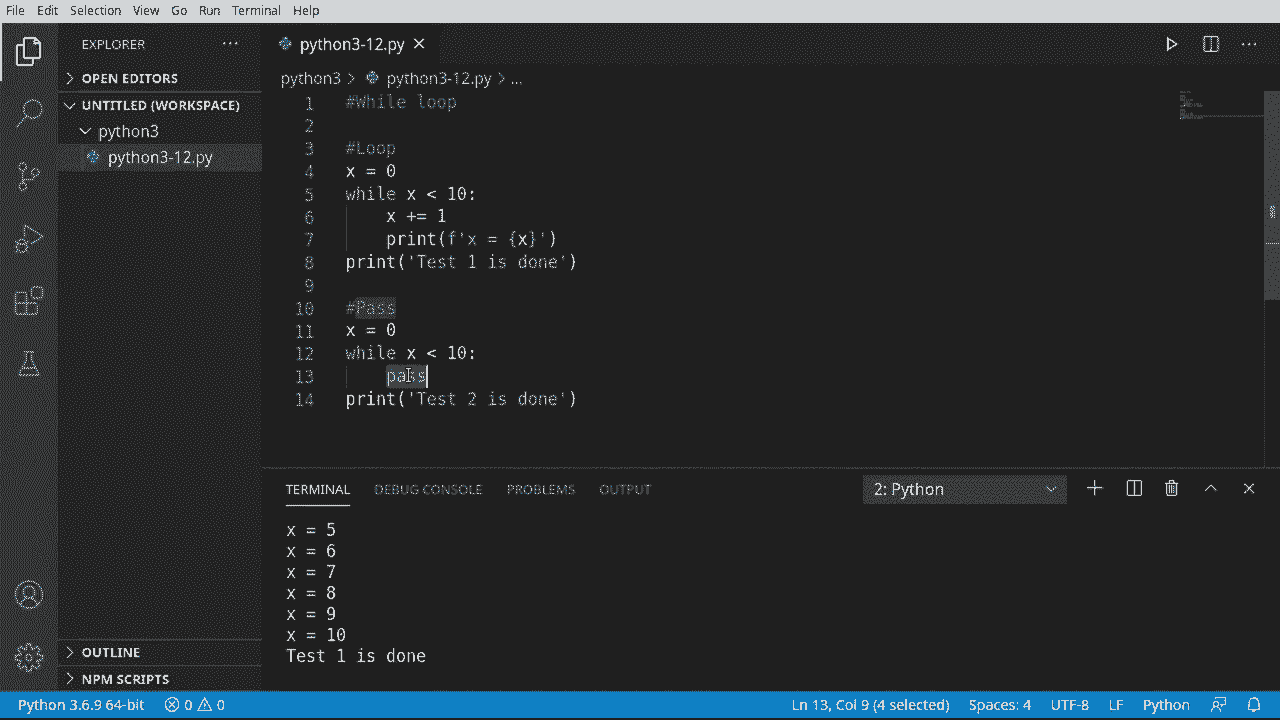 File Edit Selection View Go Run Terminal Help
EXPLORER
OPEN EDITORS
UNTITLED (WORKSPACE)
python3
python3-12.py
OUTLINE
NPM SCRIPTS
python3-12.py
python3 > python3-12.py > ...
1 #While loop
2
3 #Loop
4 x = 0
5 while x < 10:
6 x += 1
7 print(f'x = {x}')
8 print('Test 1 is done')
9
10 #Pass
11 x = 0
12 while x < 10:
13 pass
14 print('Test 2 is done')
TERMINAL DEBUG CONSOLE PROBLEMS OUTPUT 2: Python
x = 5
x = 6
x = 7
x = 8
x = 9
x = 10
Test 1 is done
Python 3.6.9 64-bit 0 0 Ln 13, Col 9 (4 selected) Spaces: 4 UTF-8 LF Python